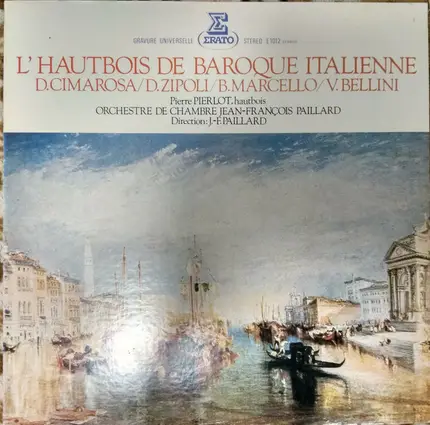 ERATO
GRAVURE UNIVERSELLE STEREO
L'HAUTBOIS DE BAROQUE ITALIENNE
D.CIMAROSA/D.ZIPOLI/B.MARCELLO/V.BELLINI
Pierre PIERLOT, hautbois
ORCHESTRE DE CHAMBRE JEAN-FRANÇOIS PAILLARD
Direction: J.-F. PAILLARD